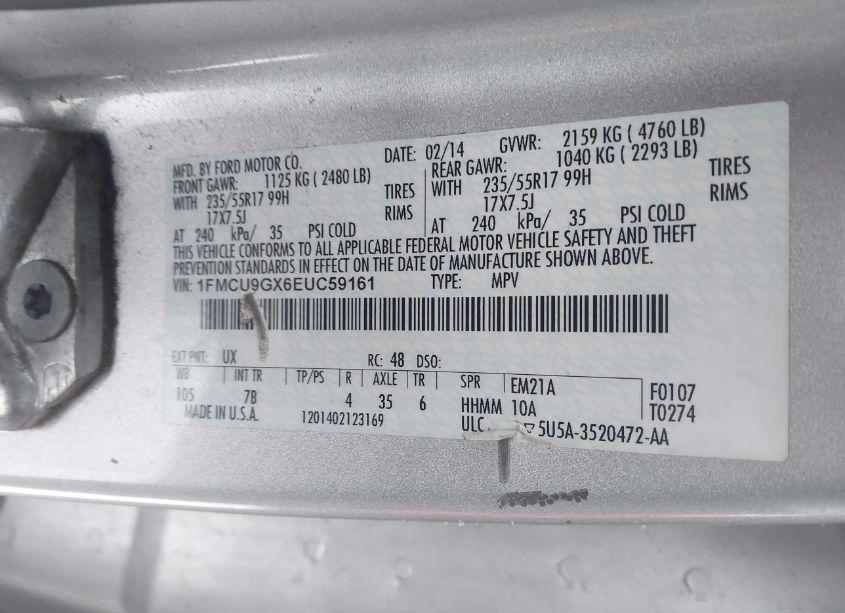 MFD. BY FORD MOTOR CO. DATE: 02/14 GVWR: 2159 KG ( 4760 LB)
FRONT GAWR: 1125 KG ( 2480 LB) REAR GAWR: 1040 KG ( 2293 LB)
WITH 235/55R17 99H TIRES WITH 235/55R17 99H TIRES
17X7.5J RIMS 17X7.5J RIMS
AT 240 kPa/ 35 PSI COLD AT 240 kPa/ 35 PSI COLD
THIS VEHICLE CONFORMS TO ALL APPLICABLE FEDERAL MOTOR VEHICLE SAFETY AND THEFT
PREVENTION STANDARDS IN EFFECT ON THE DATE OF MANUFACTURE SHOWN ABOVE.
VIN: 1FMCU9GX6EUC59161 TYPE: MPV
EXT PNT: UX RC: 48 DSO:
WB INT TR TP/PS R AXLE TR SPR EM21A F0107
105 7B 4 35 6 HHMM 10A T0274
MADE IN U.S.A. 1201402123169 ULC 5U5A-3520472-AA